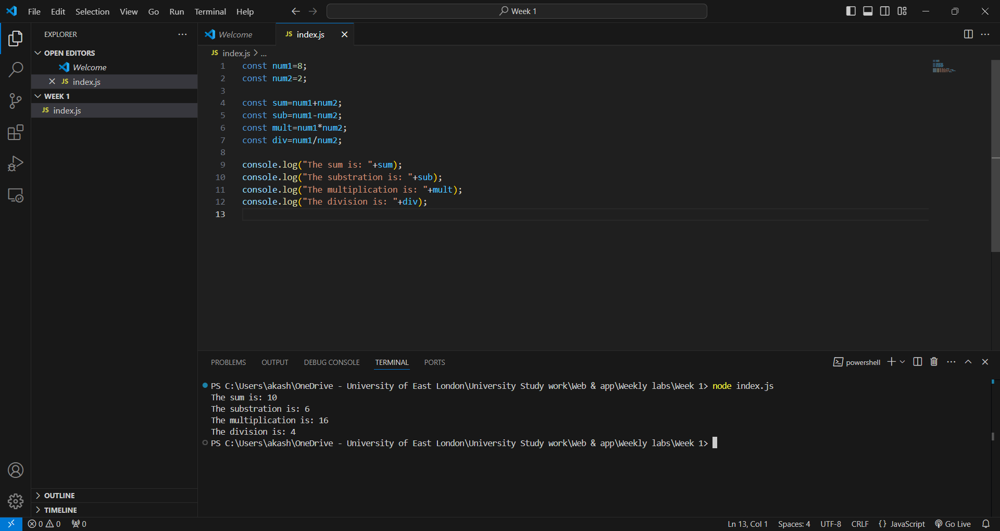 File Edit Selection View Go Run Terminal Help
Week 1
EXPLORER
OPEN EDITORS
Welcome
JS index.js
WEEK 1
JS index.js
OUTLINE
TIMELINE
Welcome
JS index.js
JS index.js > ...
1 const num1=8;
2 const num2=2;
3
4 const sum=num1+num2;
5 const sub=num1-num2;
6 const mult=num1*num2;
7 const div=num1/num2;
8
9 console.log("The sum is: "+sum);
10 console.log("The substration is: "+sub);
11 console.log("The multiplication is: "+mult);
12 console.log("The division is: "+div);
13
PROBLEMS OUTPUT DEBUG CONSOLE TERMINAL PORTS
powershell
PS C:\Users\akash\OneDrive - University of East London\University Study work\Web & app\Weekly labs\Week 1> node index.js
The sum is: 10
The substration is: 6
The multiplication is: 16
The division is: 4
PS C:\Users\akash\OneDrive - University of East London\University Study work\Web & app\Weekly labs\Week 1>
0 0 0
Ln 13, Col 1 Spaces: 4 UTF-8 CRLF {} JavaScript Go Live